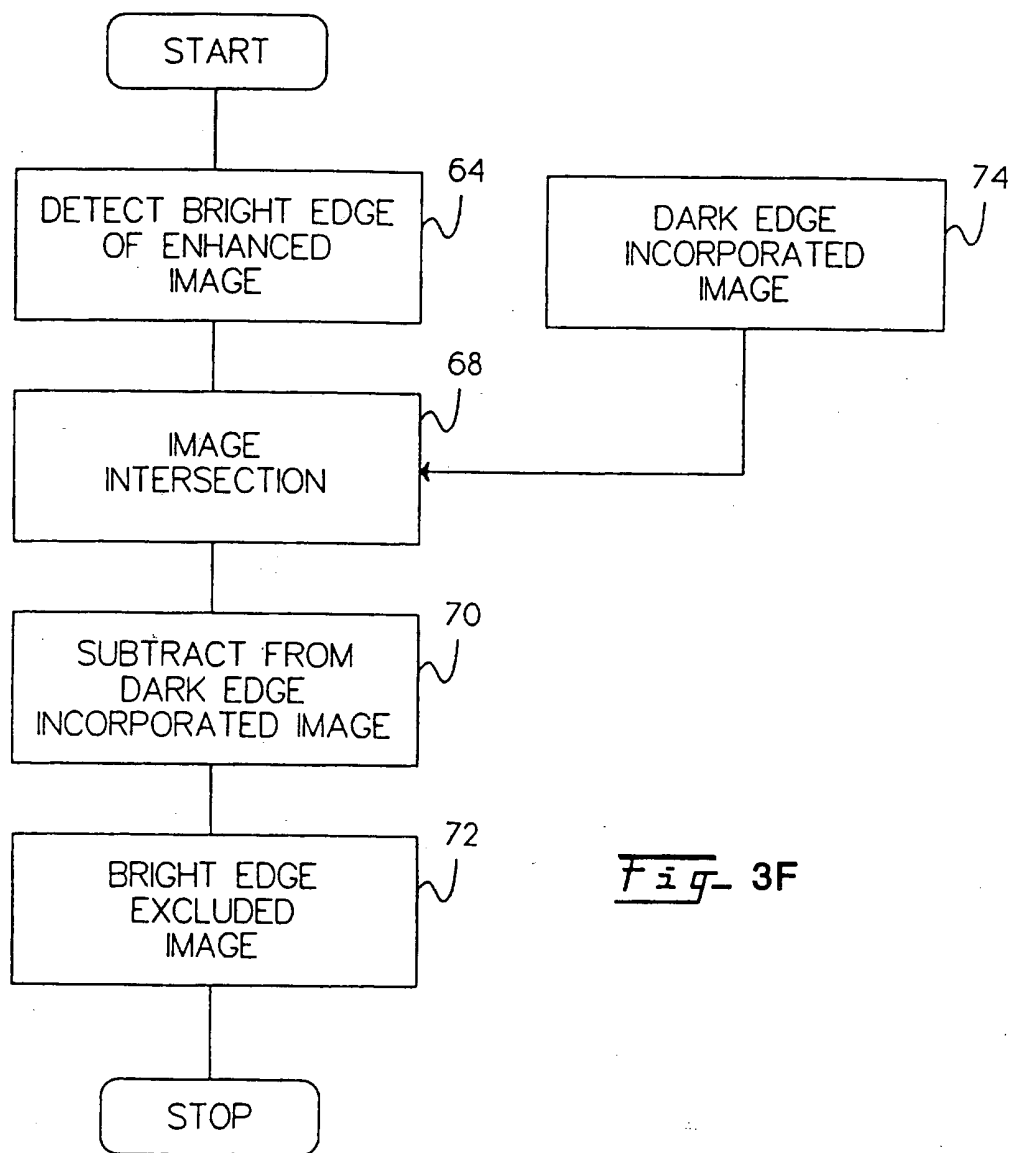 START
64
DETECT BRIGHT EDGE
OF ENHANCED
IMAGE
74
DARK EDGE
INCORPORATED
IMAGE
68
IMAGE
INTERSECTION
70
SUBTRACT FROM
DARK EDGE
INCORPORATED IMAGE
72
BRIGHT EDGE
EXCLUDED
IMAGE
Fig_ 3F
STOP